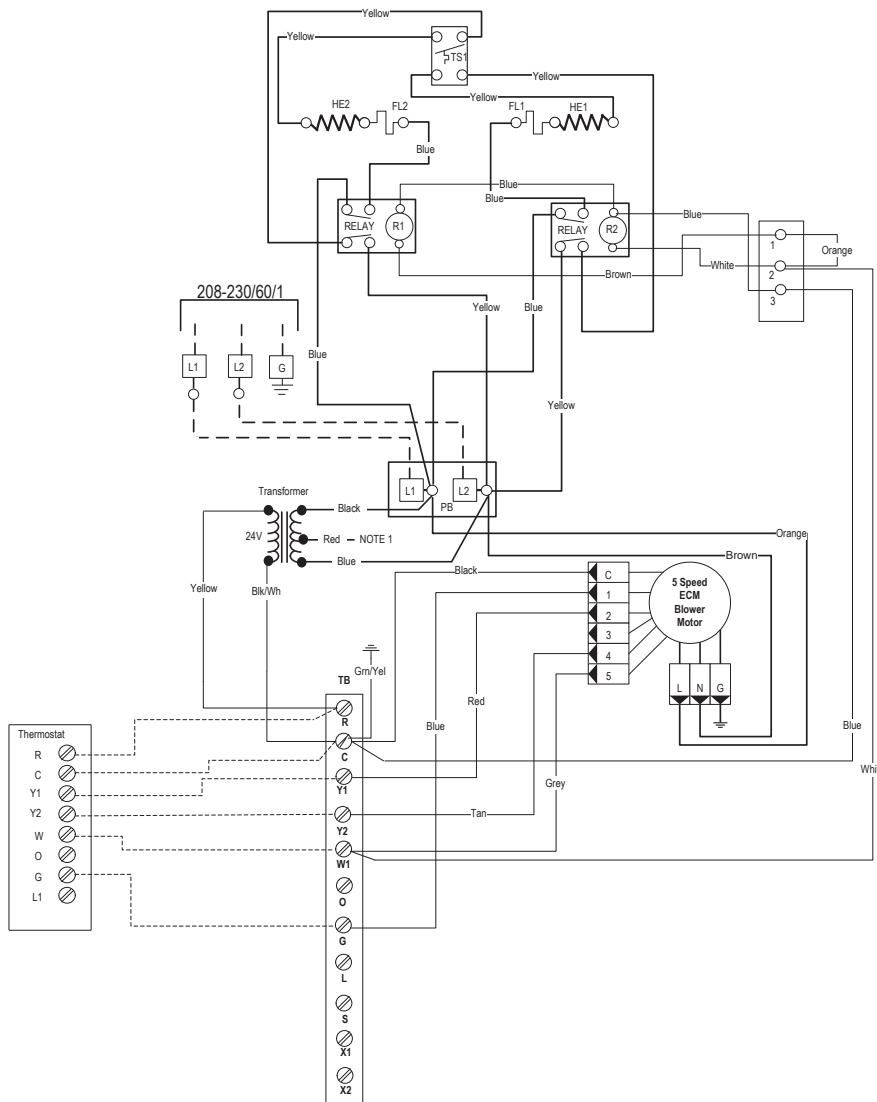 Yellow
Yellow
TS1
Yellow
Yellow
HE2
FL2
FL1
HE1
Blue
Blue
Blue
RELAY
R1
RELAY
R2
Blue
1
Orange
2
White
3
Brown
208-230/60/1
Yellow
Blue
Blue
L1
L2
G
Yellow
L1
L2
PB
Transformer
Black
24V
Red – NOTE 1
Blue
Orange
Brown
Black
C
1
2
3
4
5
5 Speed
ECM
Blower
Motor
Yellow
Blk/Wh
Grn/Yel
TB
L
N
G
Red
Blue
Blue
Whi
Grey
Tan
Thermostat
R
C
Y1
Y2
W
O
G
L1
R
C
Y1
Y2
W1
O
G
L
S
X1
X2